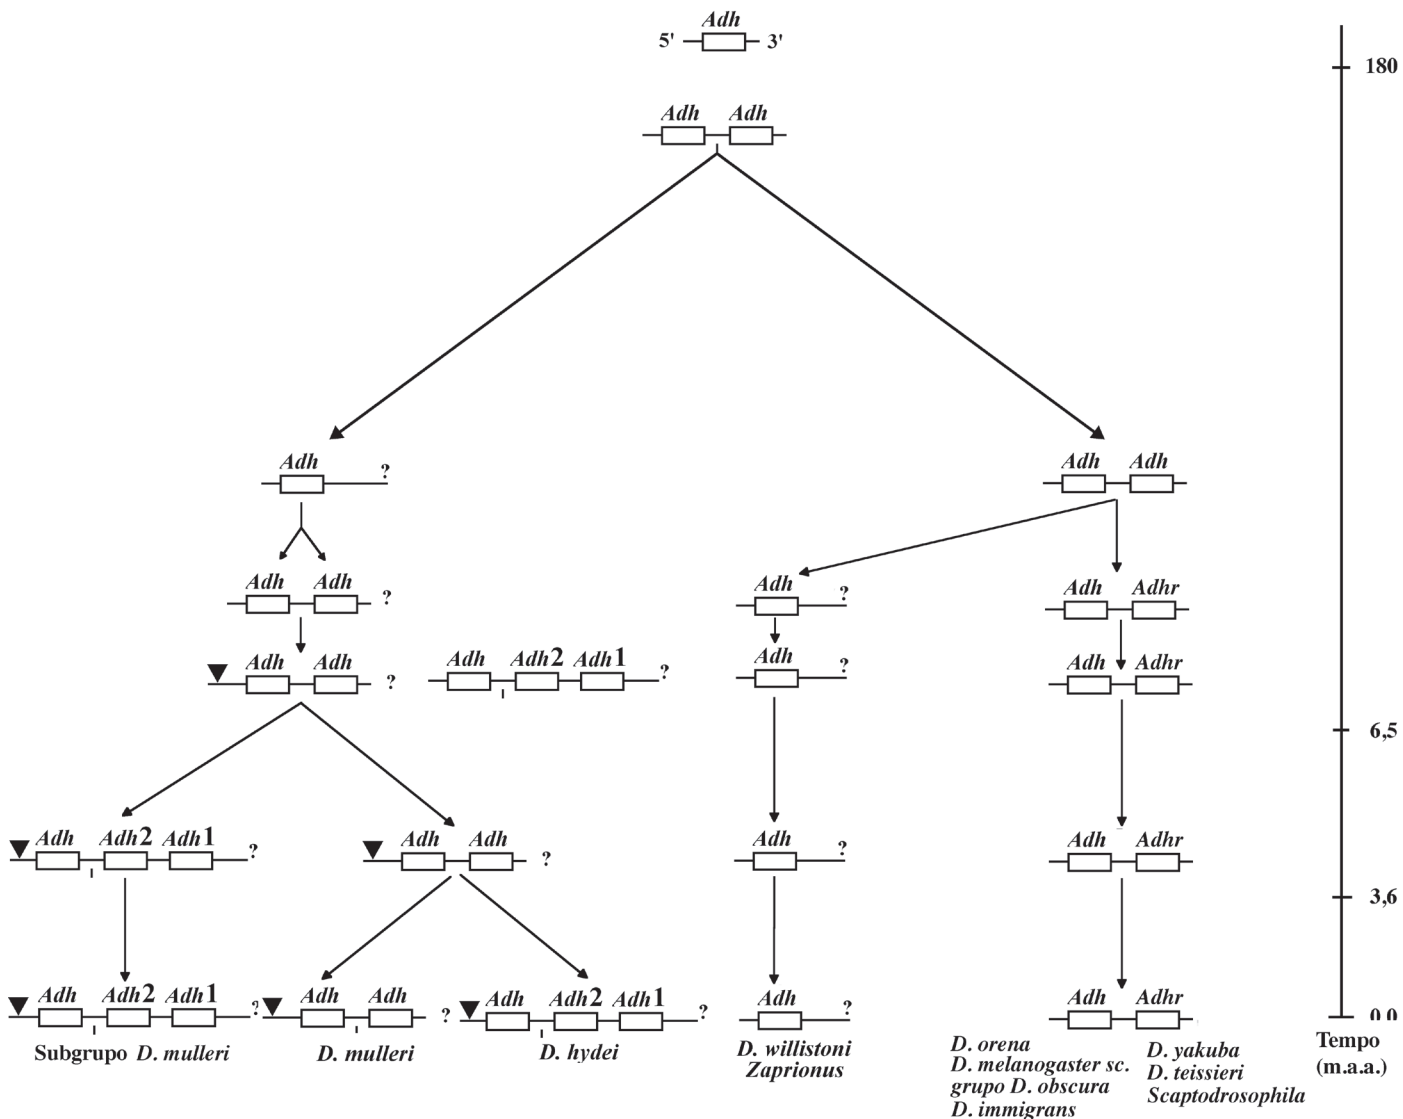 Adh
5' 3'
180
Adh Adh
Adh ?
Adh Adh
Adh Adh ?
Adh ?
Adh Adhr
Adh Adh ?
Adh Adh2 Adh1 ?
Adh ?
Adh Adhr
6,5
Adh Adh2 Adh1 ?
Adh Adh ?
Adh ?
Adh Adhr
3,6
Adh Adh2 Adh1 ?
Adh Adh ?
Adh Adh2 Adh1 ?
Adh ?
Adh Adhr
0,0
Subgrupo D. mulleri
D. mulleri
D. hydei
D. willistoni
Zaprionus
D. orena
D. melanogaster sc.
grupo D. obscura
D. immigrans
D. yakuba
D. teissieri
Scaptodrosophila
Tempo
(m.a.a.)